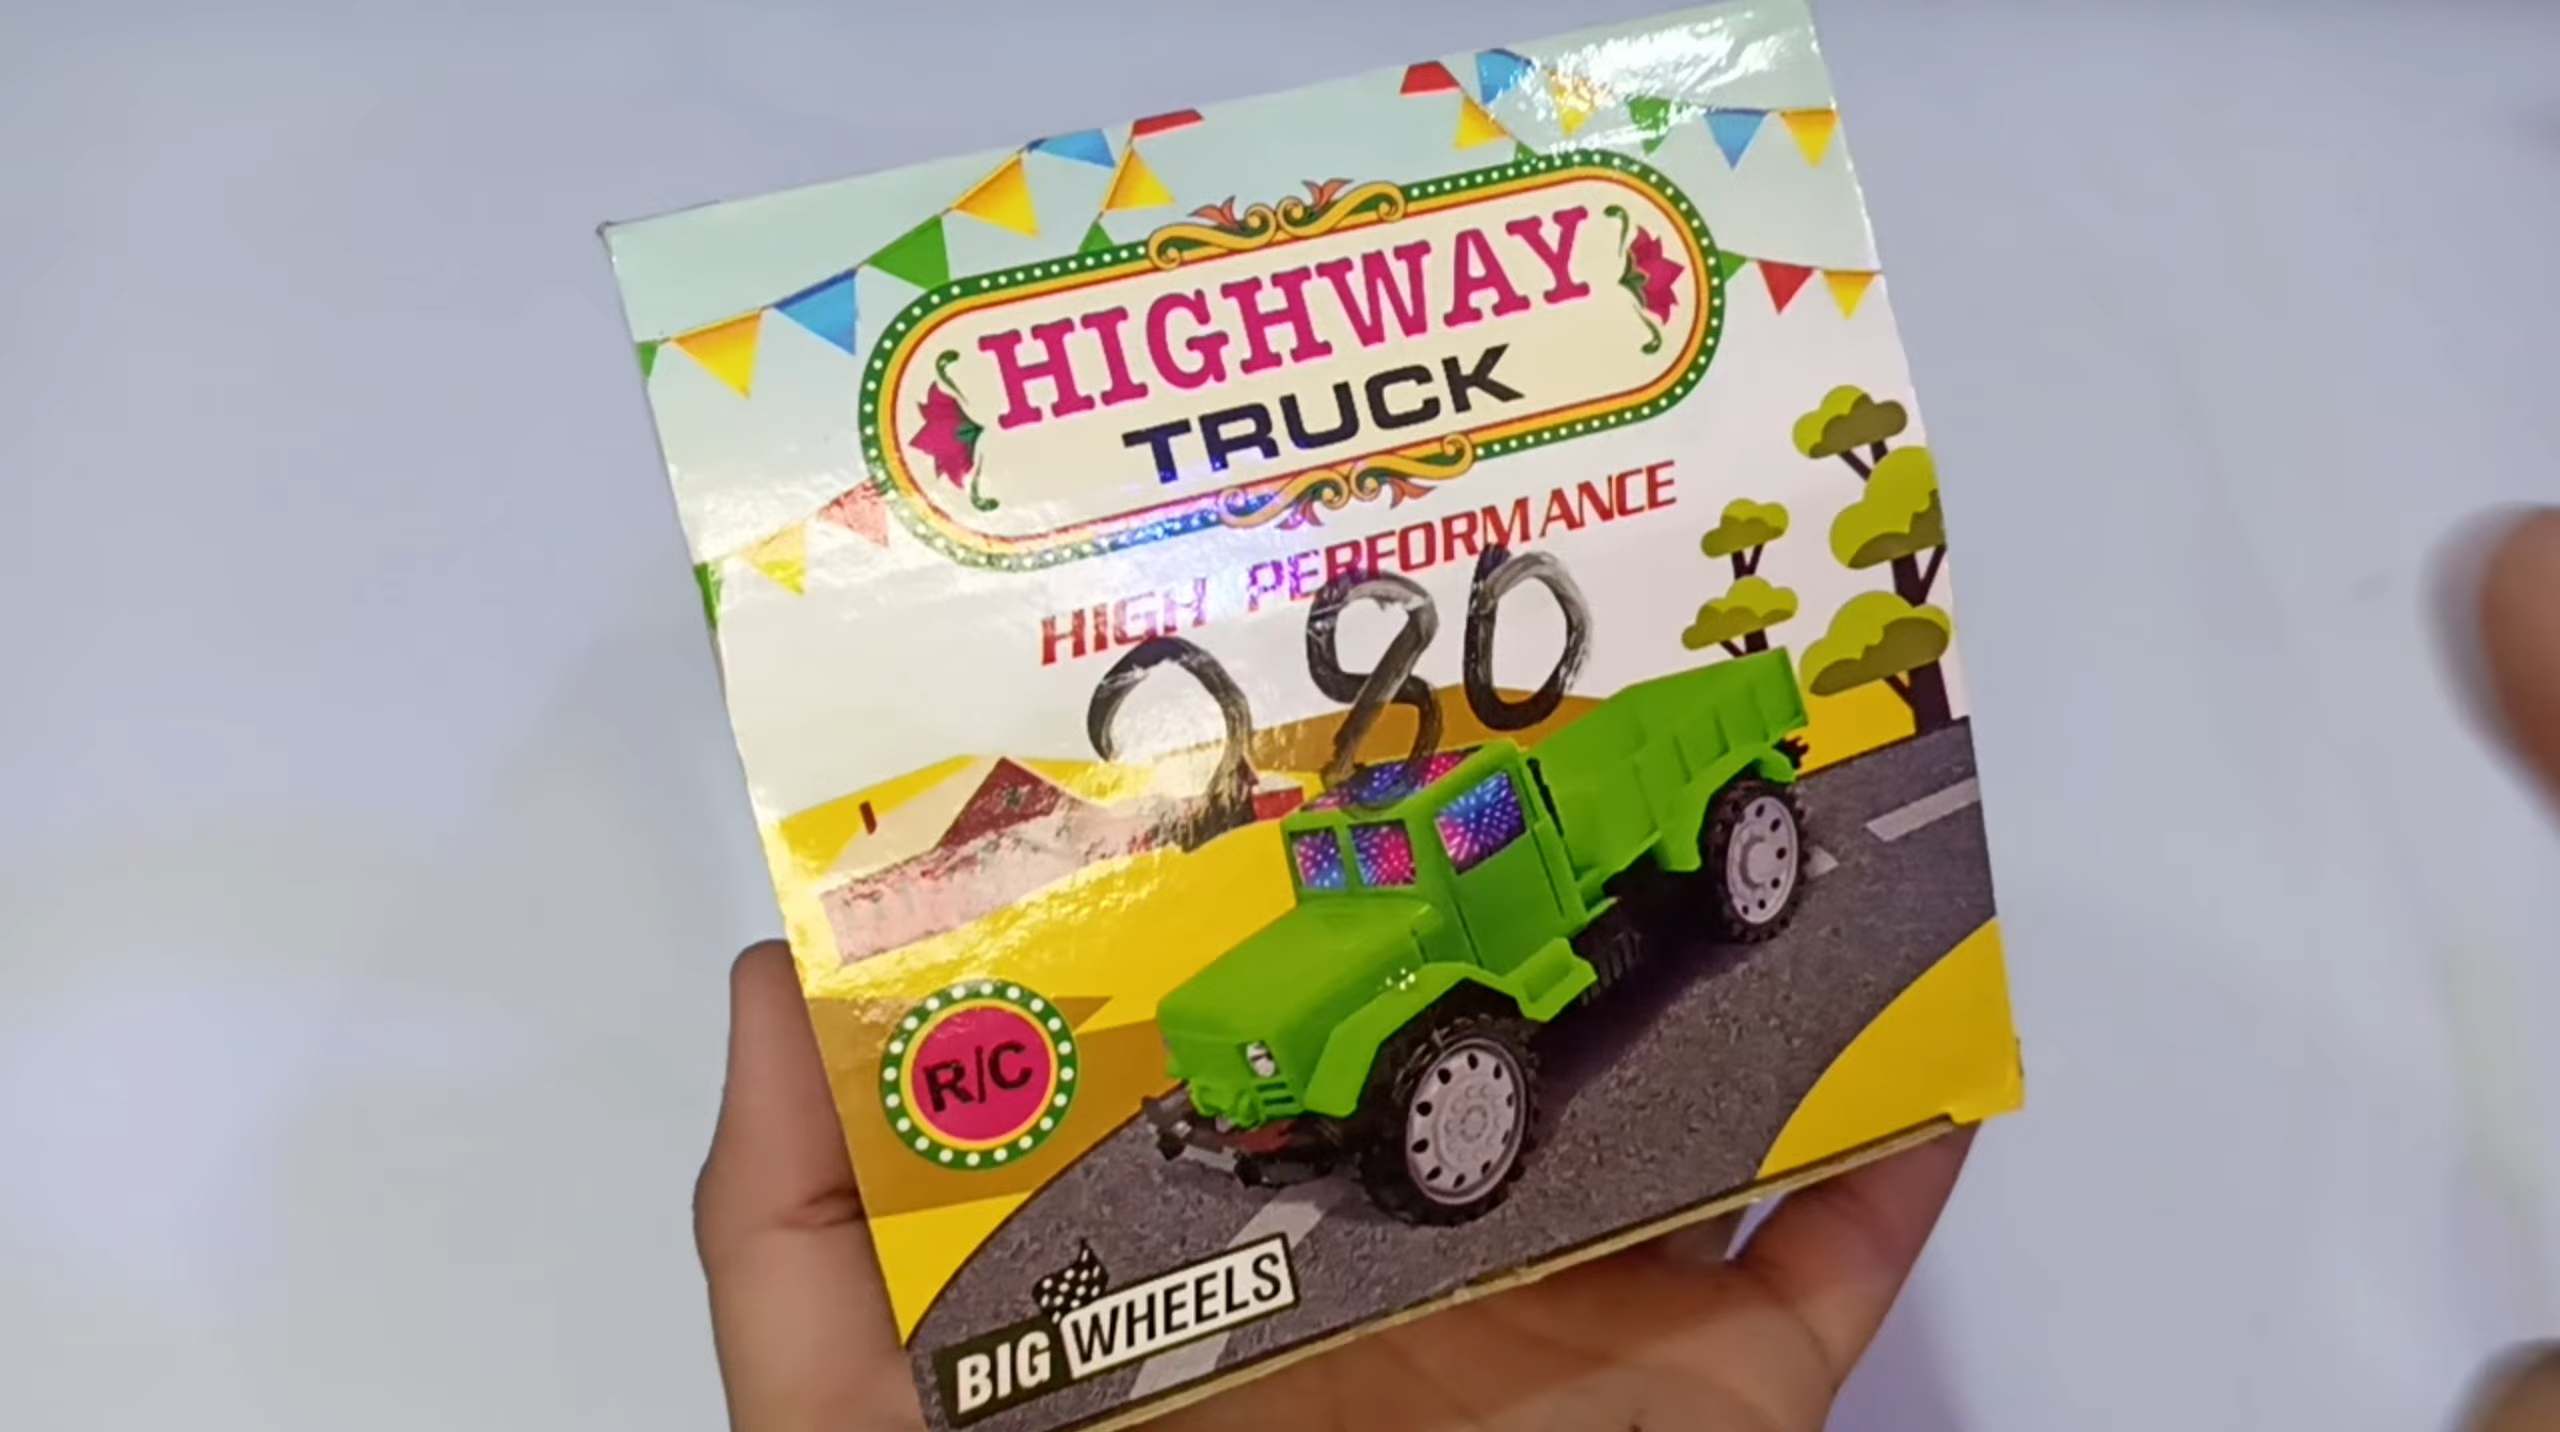 HIGHWAY
TRUCK
HIGH PERFORMANCE
280
R/C
BIG WHEELS